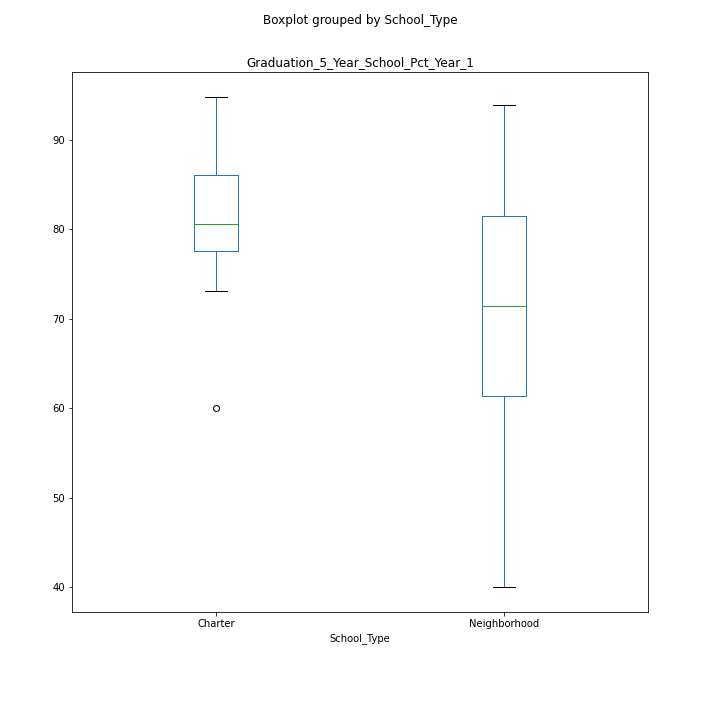 Boxplot grouped by School_Type
Graduation_5_Year_School_Pct_Year_1
90
80
70
60
50
40
Charter
Neighborhood
School_Type